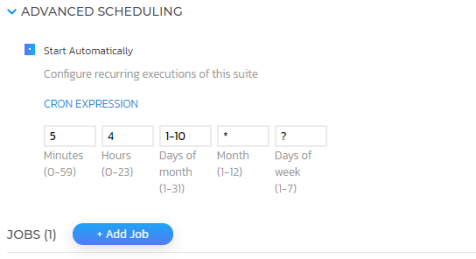 ADVANCED SCHEDULING
Start Automatically
Configure recurring executions of this suite
CRON EXPRESSION
5 4 1-10 * ?
Minutes Hours Days of Month Days of
(0-59) (0-23) month (1-12) week
(1-31) (1-7)
JOBS (1) + Add Job